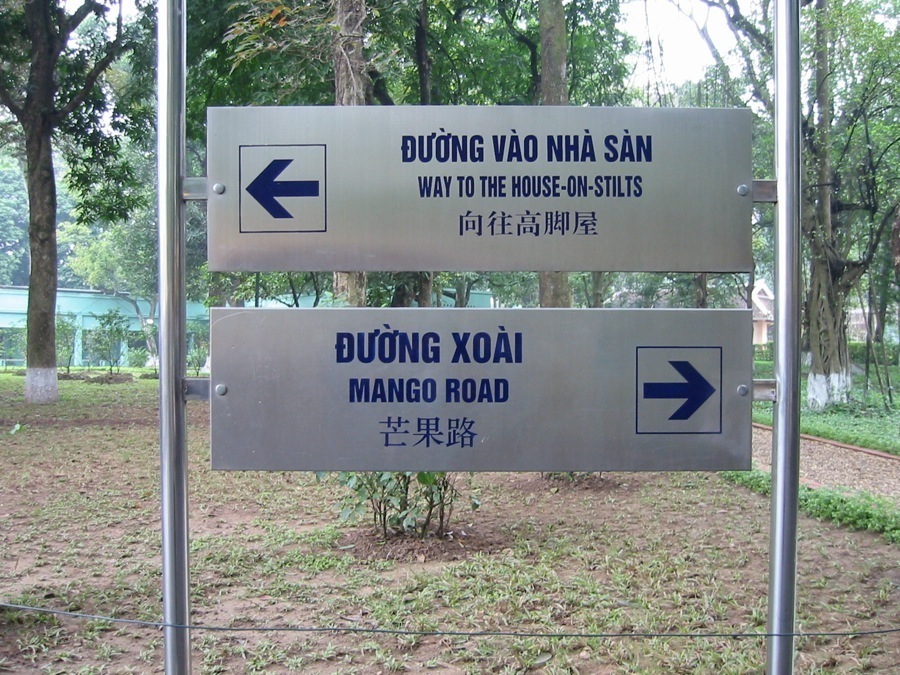 ĐƯỜNG VÀO NHÀ SÀN
WAY TO THE HOUSE-ON-STILTS
向往高脚屋
ĐƯỜNG XOÀI
MANGO ROAD
芒果路